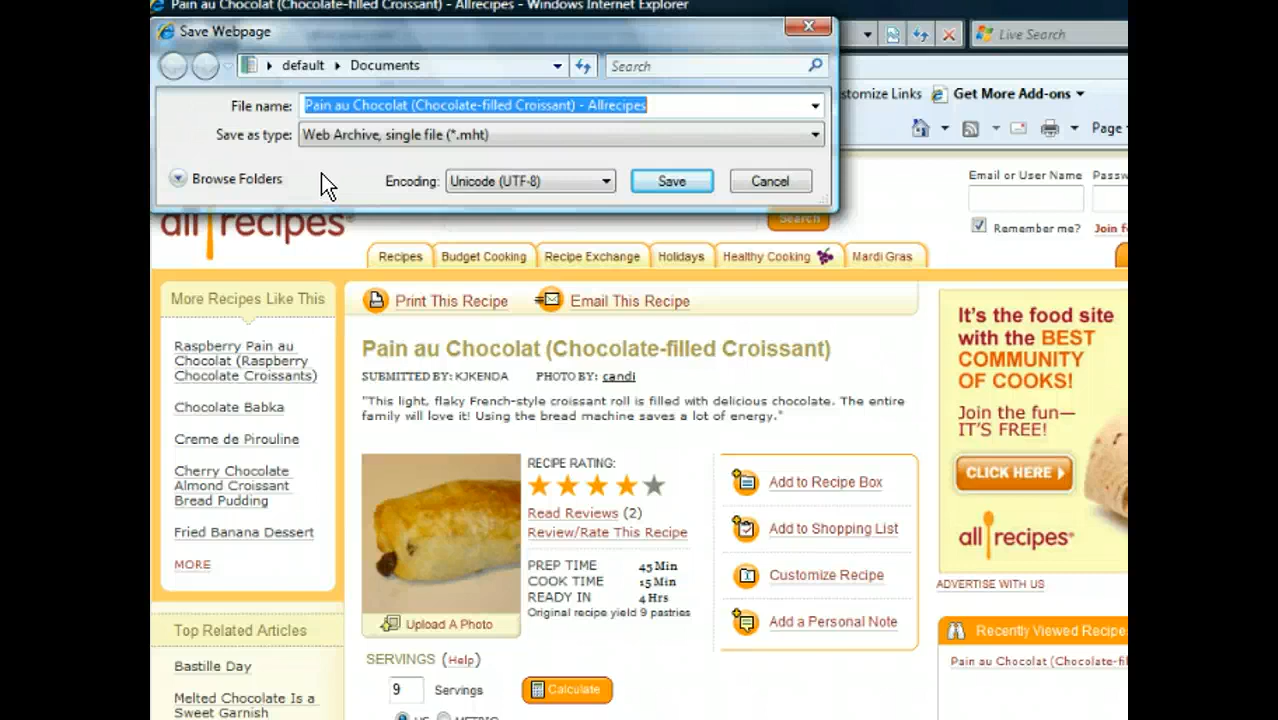 Pain au Chocolat (Chocolate-filled Croissant) - Allrecipes - Windows Internet Explorer
Save Webpage
default
Documents
Search
Live Search
File name:
Pain au Chocolat (Chocolate-filled Croissant) - Allrecipes
Save as type:
Web Archive, single file (*.mht)
Browse Folders
Encoding:
Unicode (UTF-8)
Save
Cancel
stomize Links
Get More Add-ons
Page
Email or User Name
Passw
Remember me?
Join f
all recipes®
Search
Recipes
Budget Cooking
Recipe Exchange
Holidays
Healthy Cooking
Mardi Gras
More Recipes Like This
Raspberry Pain au
Chocolat (Raspberry
Chocolate Croissants)
Chocolate Babka
Creme de Pirouline
Cherry Chocolate
Almond Croissant
Bread Pudding
Fried Banana Dessert
MORE
Top Related Articles
Bastille Day
Melted Chocolate Is a
Sweet Garnish
Print This Recipe
Email This Recipe
Pain au Chocolat (Chocolate-filled Croissant)
SUBMITTED BY: KJKENDA PHOTO BY: candi
"This light, flaky French-style croissant roll is filled with delicious chocolate. The entire
family will love it! Using the bread machine saves a lot of energy."
RECIPE RATING:
Read Reviews (2)
Review/Rate This Recipe
PREP TIME 45 Min
COOK TIME 15 Min
READY IN 4 Hrs
Original recipe yield 9 pastries
Upload A Photo
SERVINGS (Help)
9 Servings
Calculate
US METRIC
Add to Recipe Box
Add to Shopping List
Customize Recipe
Add a Personal Note
It's the food site
with the BEST
COMMUNITY
OF COOKS!
Join the fun—
IT'S FREE!
CLICK HERE
all recipes®
ADVERTISE WITH US
Recently Viewed Recipe
Pain au Chocolat (Chocolate-fi